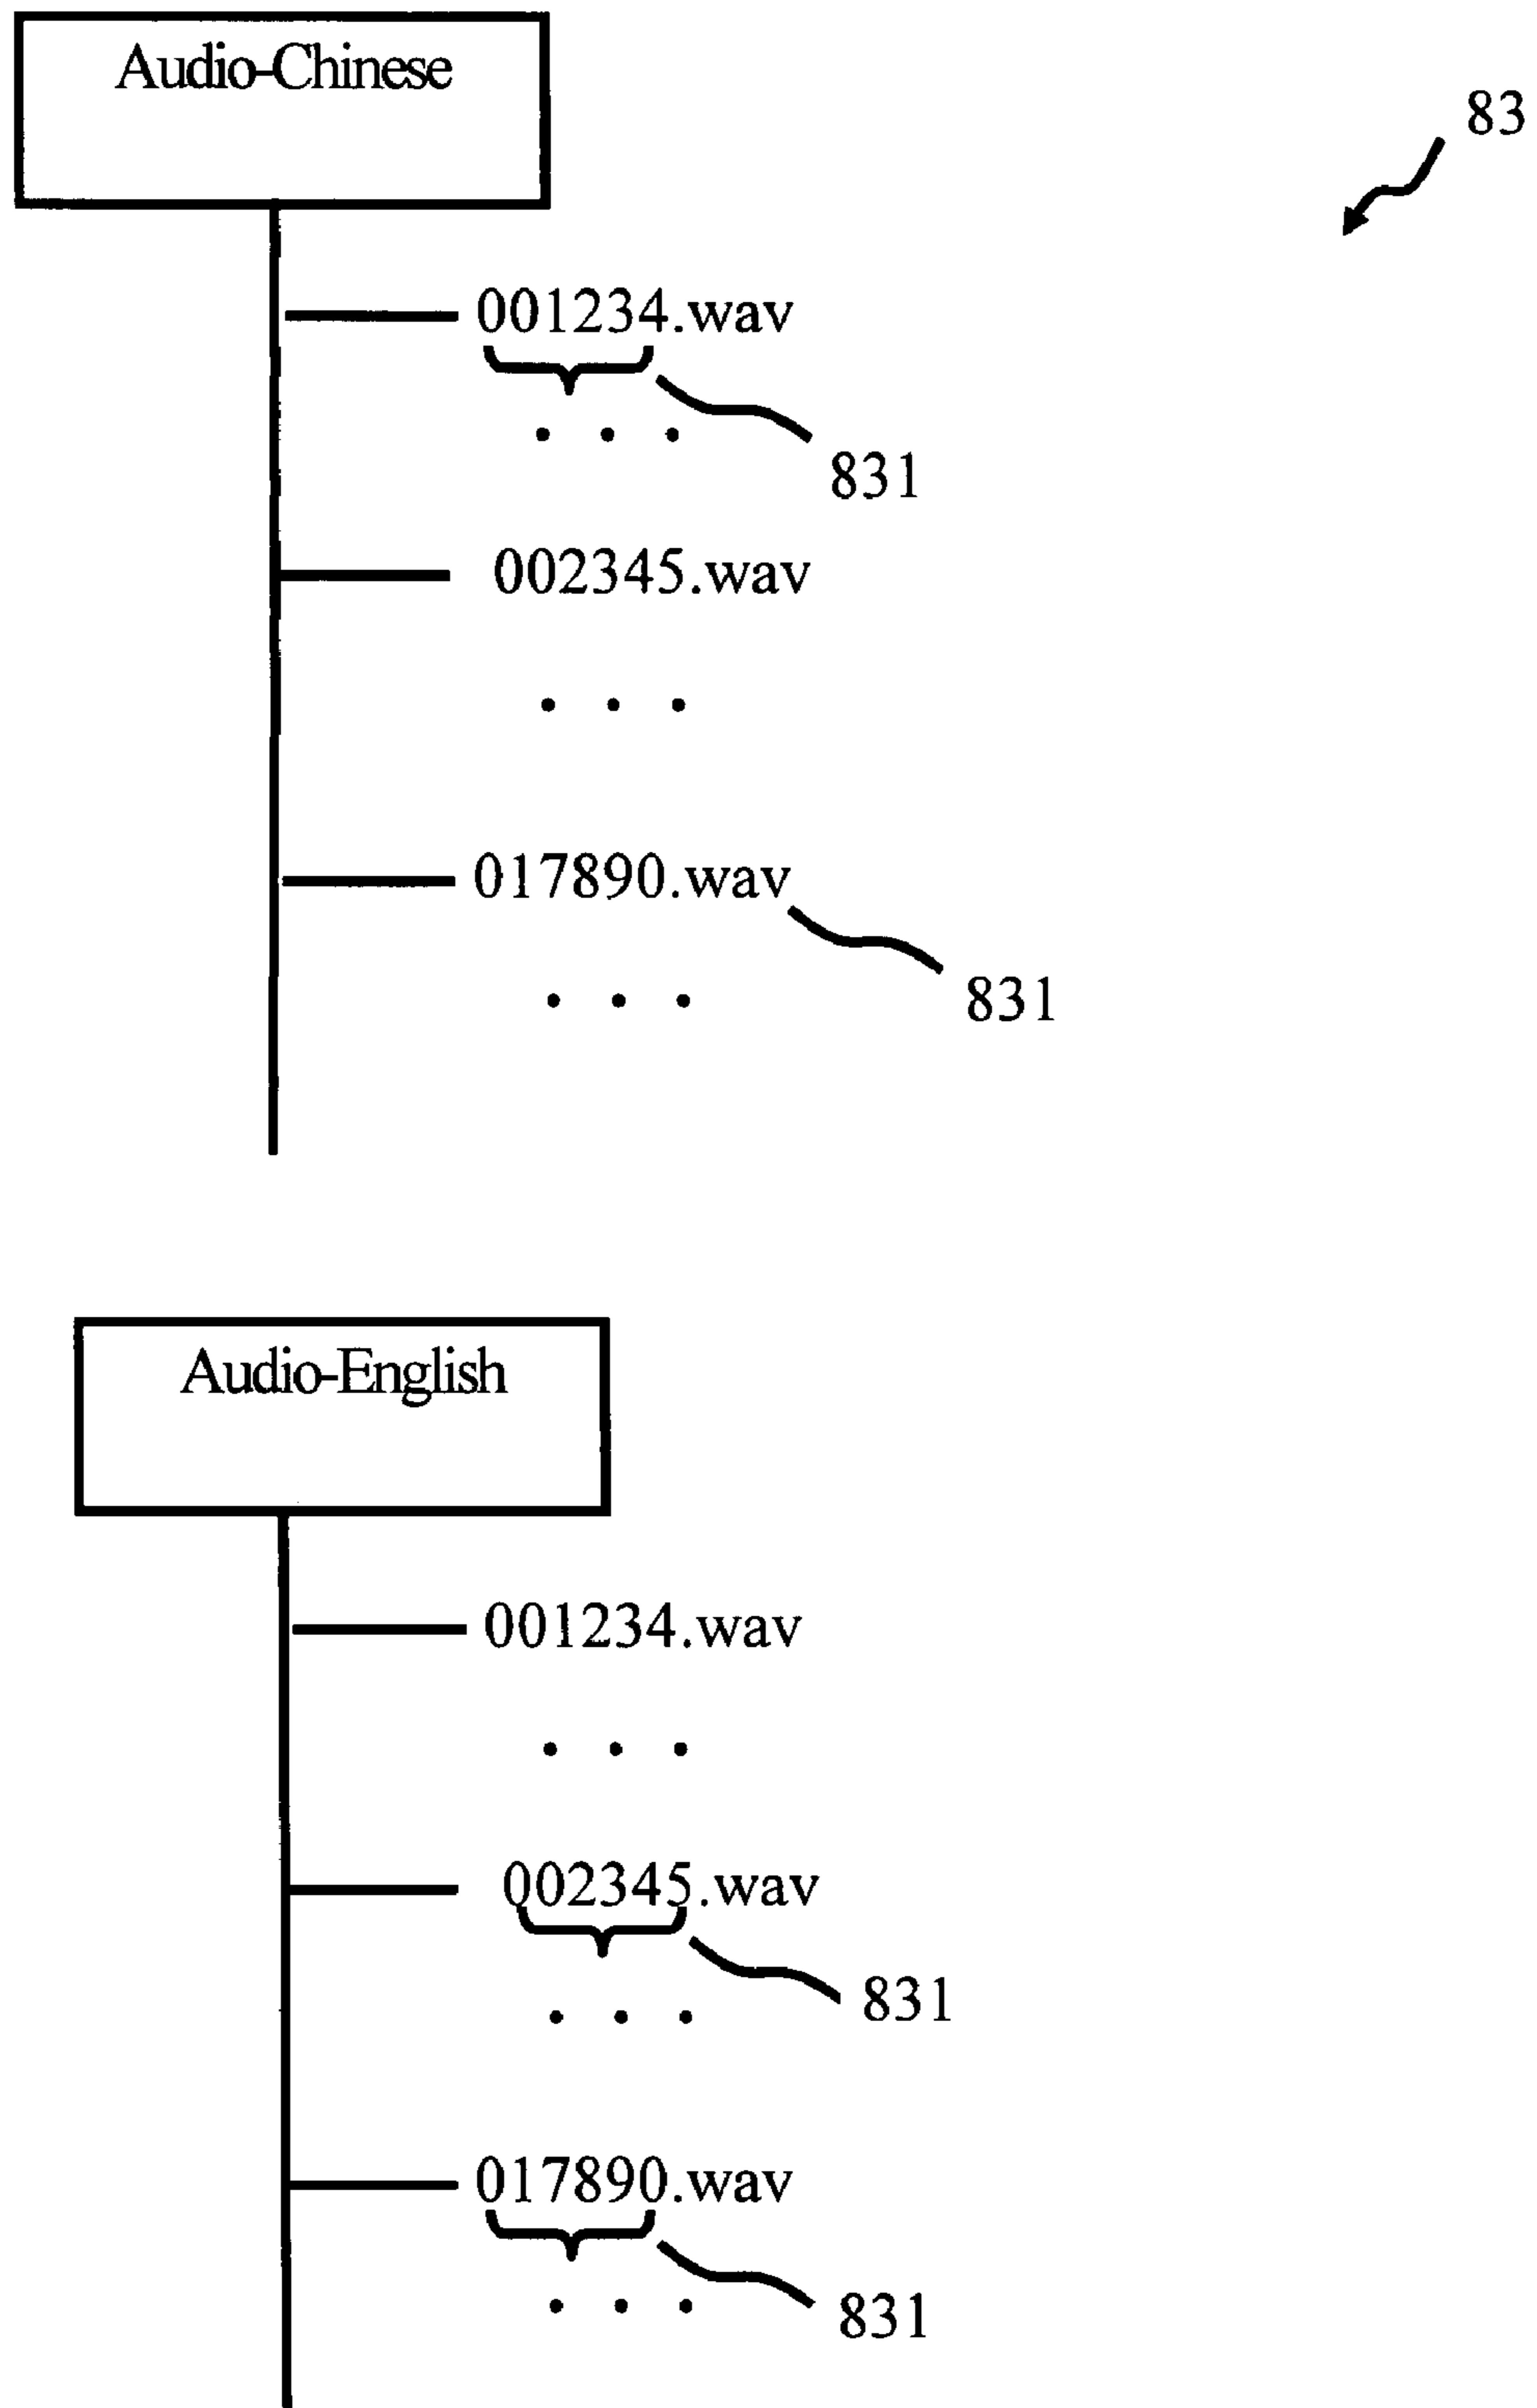 Audio-Chinese
83
001234.wav
. . .
831
002345.wav
. . .
017890.wav
831
. . .
Audio-English
001234.wav
. . .
002345.wav
831
. . .
017890.wav
831
. . .